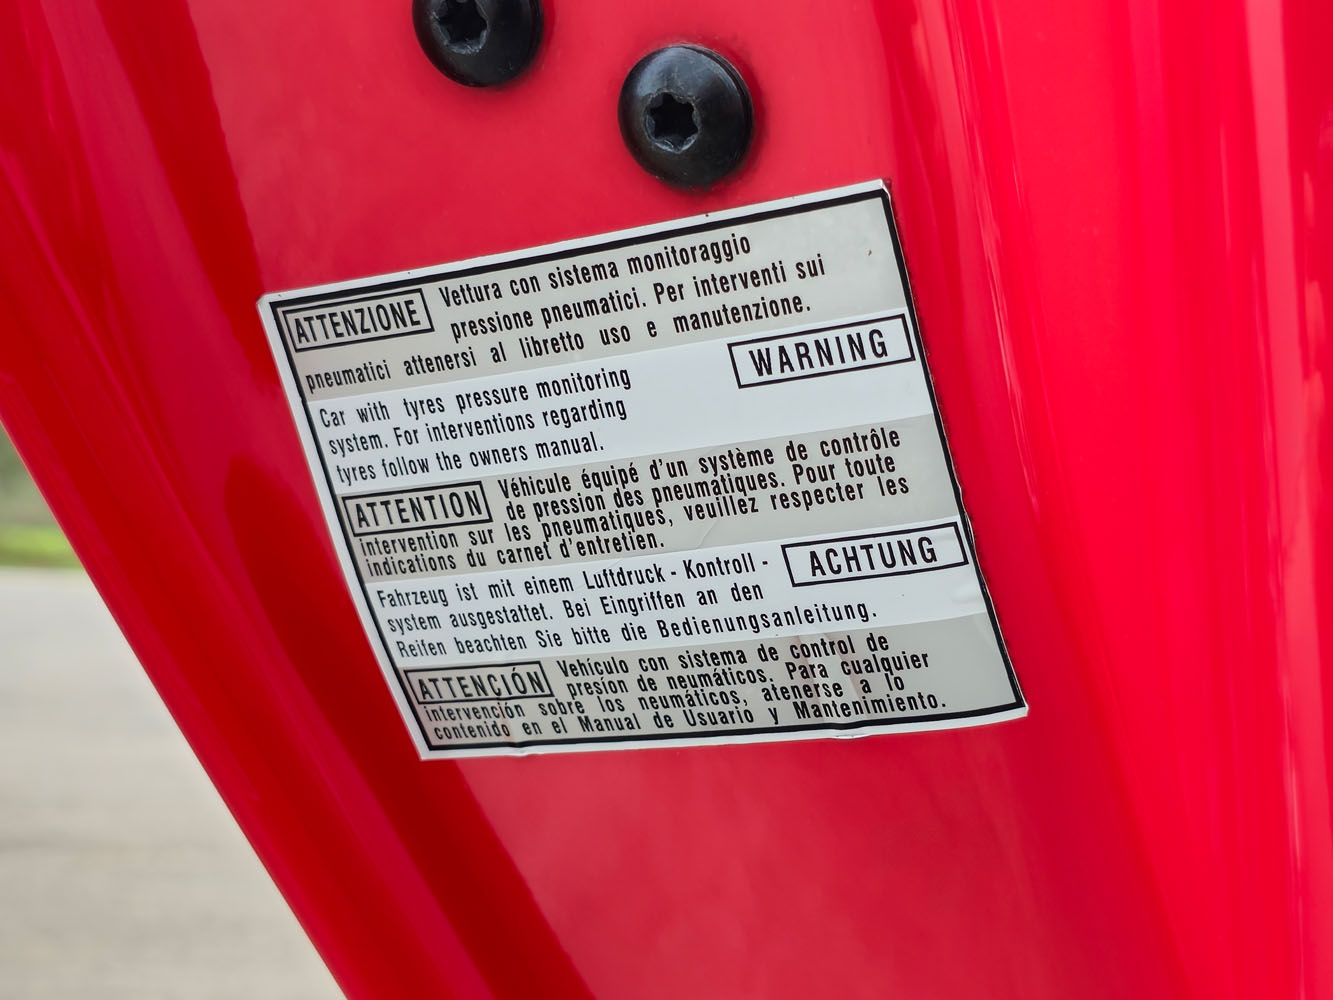 ATTENZIONE Vettura con sistema monitoraggio
pressione pneumatici. Per interventi sui
pneumatici attenersi al libretto uso e manutenzione.
WARNING
Car with tyres pressure monitoring
system. For interventions regarding
tyres follow the owners manual.
ATTENTION Véhicule équipé d'un système de contrôle
de pression des pneumatiques. Pour toute
intervention sur les pneumatiques, veuillez respecter les
indications du carnet d'entretien.
Fahrzeug ist mit einem Luftdruck - Kontroll - ACHTUNG
system ausgestattet. Bei Eingriffen an den
Reifen beachten Sie bitte die Bedienungsanleitung.
ATTENCIÓN Vehículo con sistema de control de
presion de neumáticos. Para cualquier
intervención sobre los neumáticos, atenerse a lo
contenido en el Manual de Usuario y Mantenimiento.